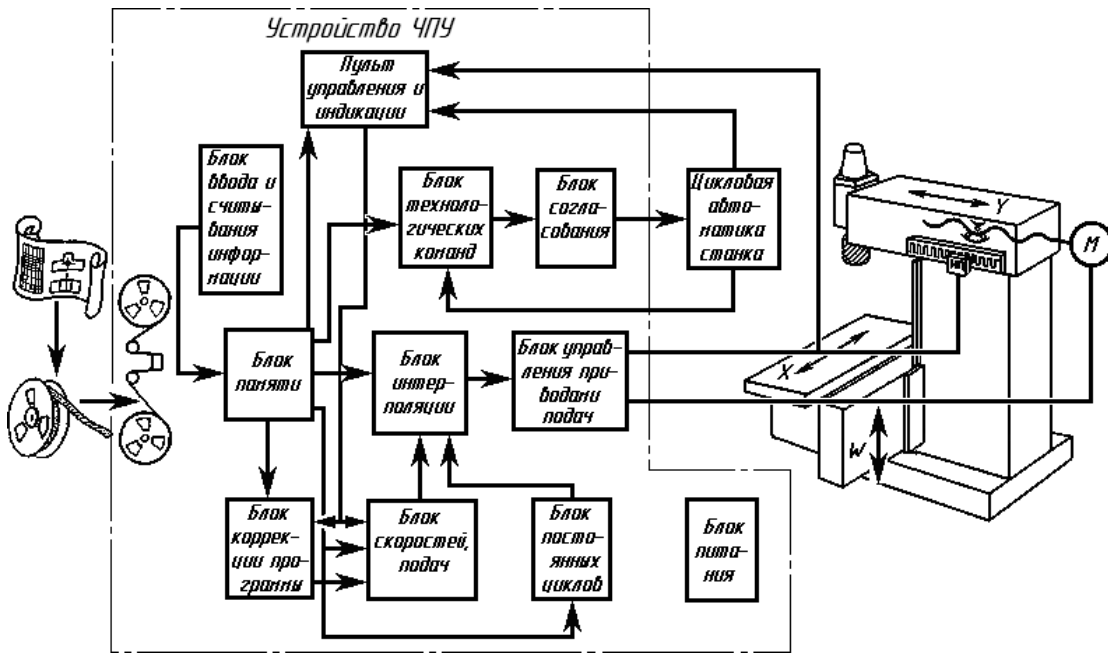 Устройство ЧПУ
Пульт
управления и
индикации
Блок
ввода и
считы-
вания
инфор-
мации
Блок
техноло-
гических
команд
Блок
согла-
сования
Цикловая
авто-
матика
станка
Y
М
Блок
памяти
Блок
интер-
поляции
Блок управ-
ления при-
водами
подач
X
W
Блок
коррек-
ции про-
граммы
Блок
скоростей,
подач
Блок
посто-
янных
циклов
Блок
пита-
ния